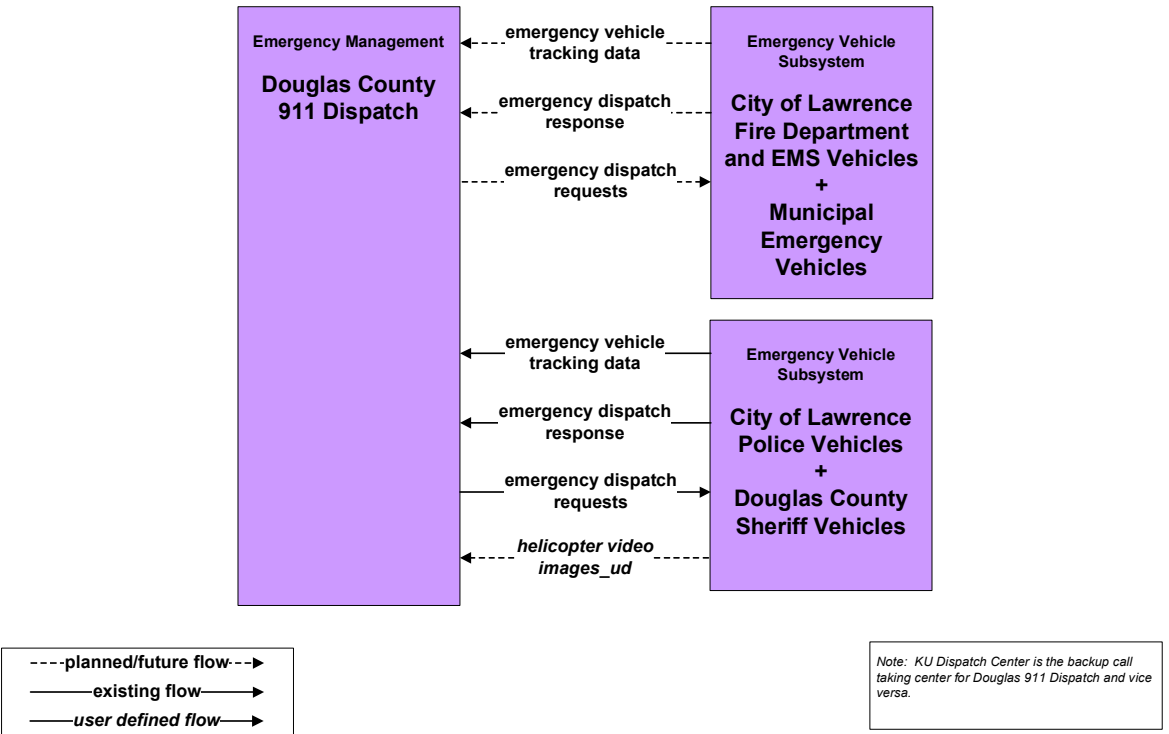 Emergency Management
Douglas County
911 Dispatch
emergency vehicle
tracking data
emergency dispatch
response
emergency dispatch
requests
Emergency Vehicle
Subsystem
City of Lawrence
Fire Department
and EMS Vehicles
+
Municipal
Emergency
Vehicles
emergency vehicle
tracking data
emergency dispatch
response
emergency dispatch
requests
helicopter video
images_ud
Emergency Vehicle
Subsystem
City of Lawrence
Police Vehicles
+
Douglas County
Sheriff Vehicles
planned/future flow
existing flow
user defined flow
Note: KU Dispatch Center is the backup call
taking center for Douglas 911 Dispatch and vice
versa.